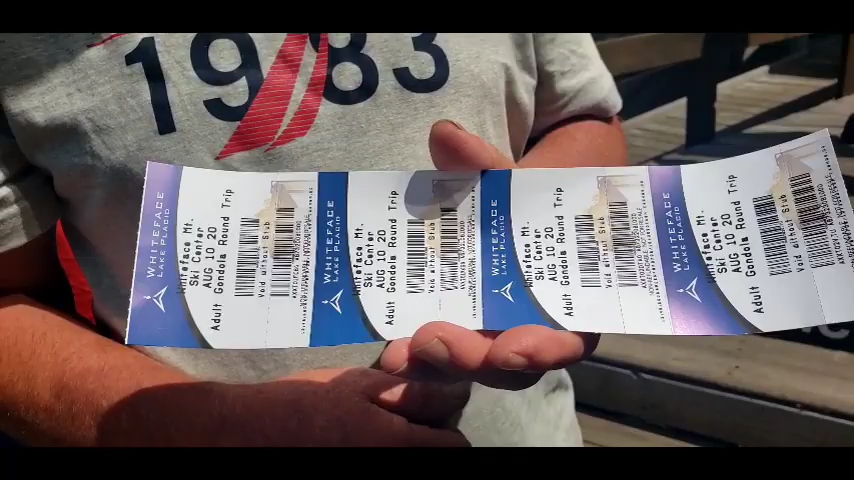 1983
WHITEFACE
LAKE PLACID
Whiteface Mt.
Ski Center
AUG 10 20
Adult Gondola Round Trip
Void without Stub
WHITEFACE
LAKE PLACID
Whiteface Mt.
Ski Center
AUG 10 20
Adult Gondola Round Trip
Void without Stub
WHITEFACE
LAKE PLACID
Whiteface Mt.
Ski Center
AUG 10 20
Adult Gondola Round Trip
Void without Stub
WHITEFACE
LAKE PLACID
Whiteface Mt.
Ski Center
AUG 10 20
Adult Gondola Round Trip
Void without Stub